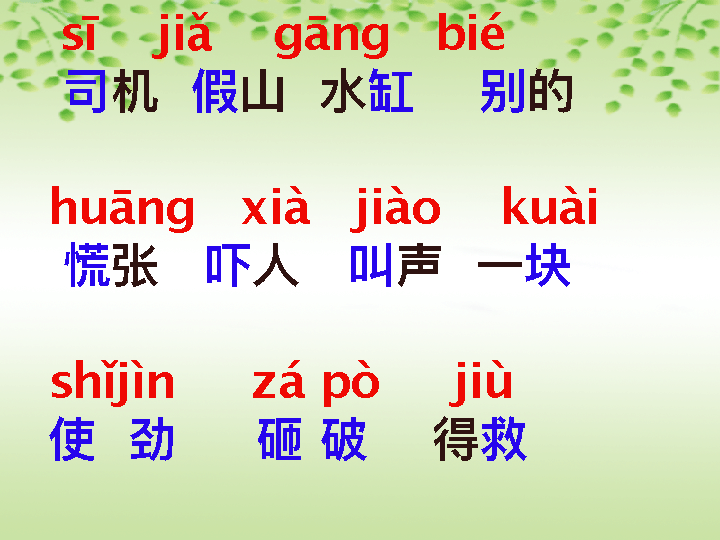 sī jiǎ gāng bié
司机 假山 水缸 别的
huāng xià jiào kuài
慌张 吓人 叫声 一块
shǐjìn zá pò jiù
使 劲 砸 破 得救